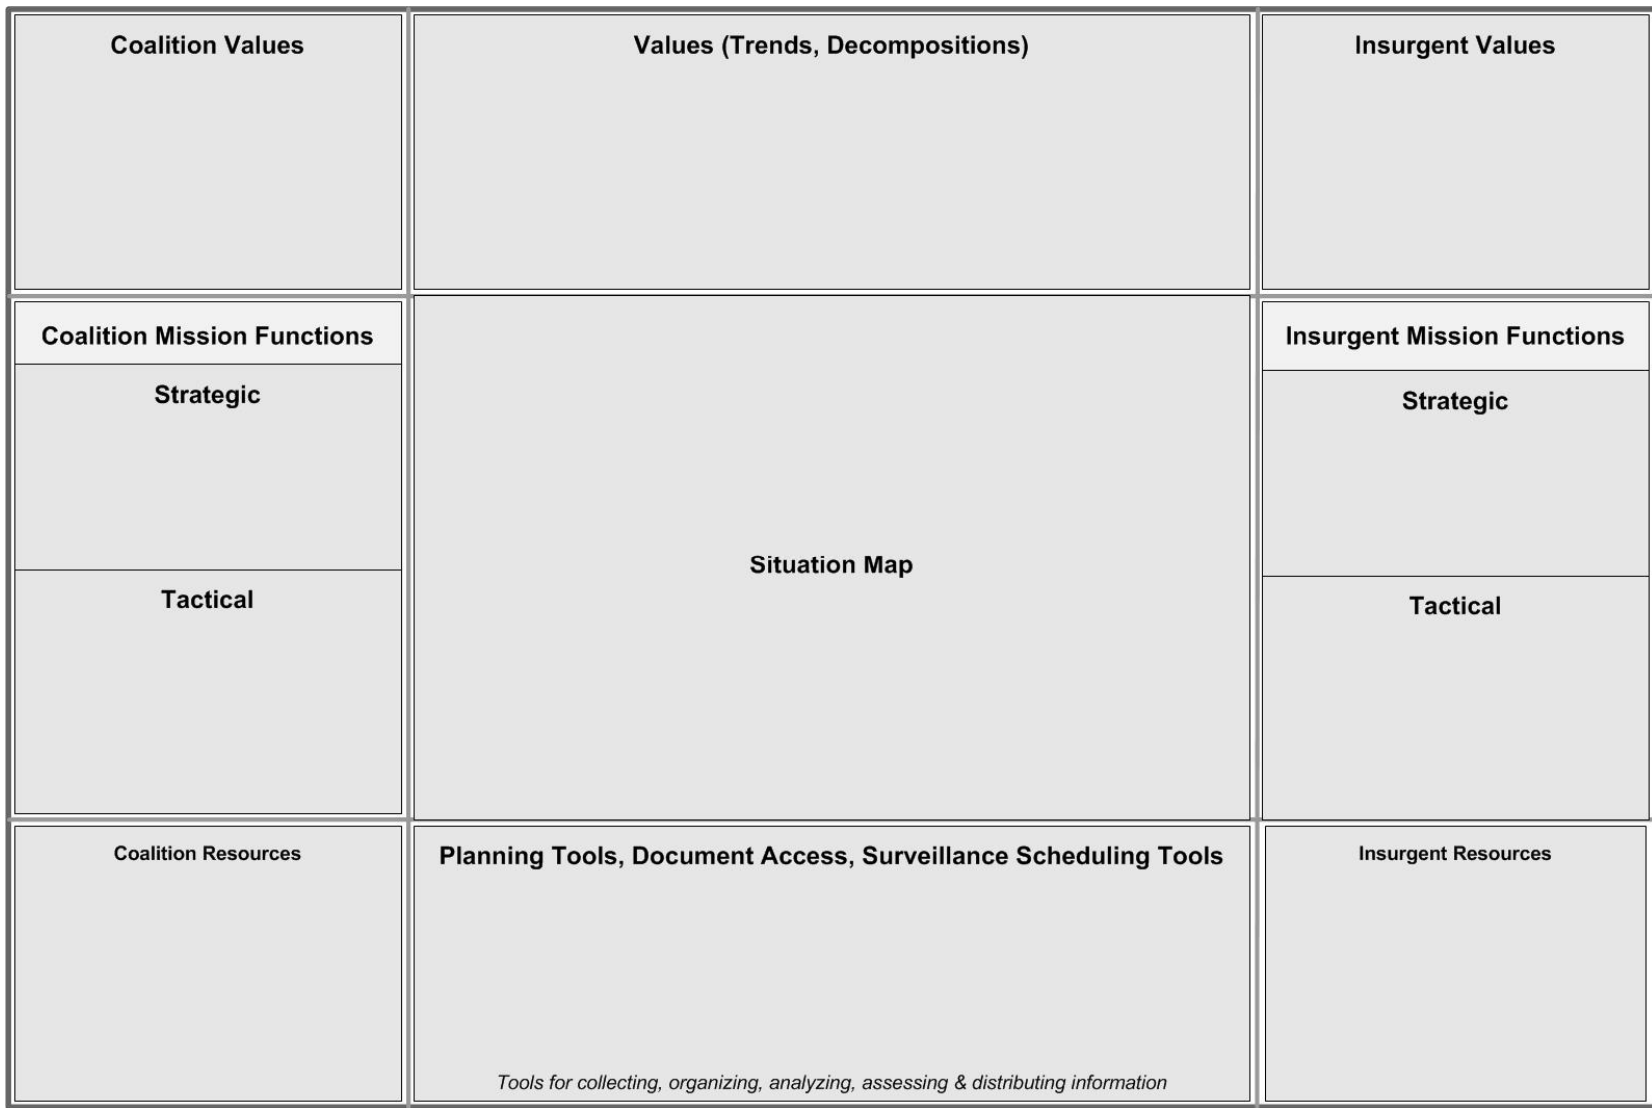 Coalition Values
Values (Trends, Decompositions)
Insurgent Values
Coalition Mission Functions
Strategic
Tactical
Situation Map
Insurgent Mission Functions
Strategic
Tactical
Coalition Resources
Planning Tools, Document Access, Surveillance Scheduling Tools
Tools for collecting, organizing, analyzing, assessing & distributing information
Insurgent Resources